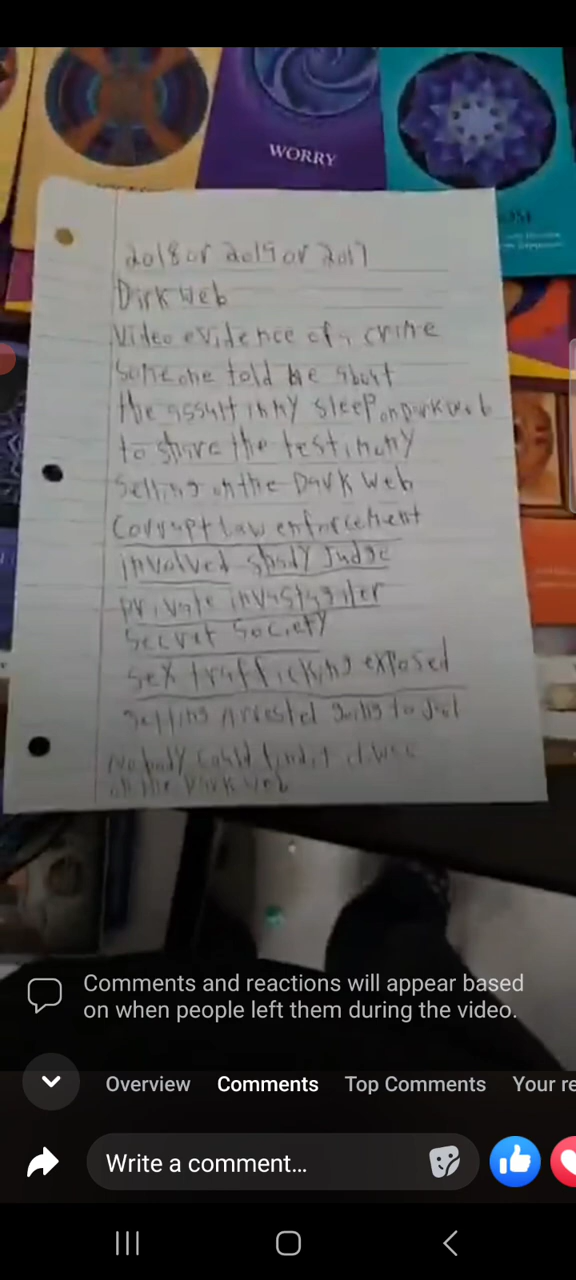 WORRY
2018 or 2019 or 2017
Dirk web
Video evidence of a crime
Someone told me about
the assult in my sleep on Dark web
to share the testimony
Selling on the Dark Web
Corrupt Law enforcement
involved shady Judge
private invastagiter
Secret Society
Sex trafficking exposed
getting Arrested going to Jail
Nobody could find it
on the Dark web
Comments and reactions will appear based
on when people left them during the video.
Overview Comments Top Comments Your re
Write a comment...